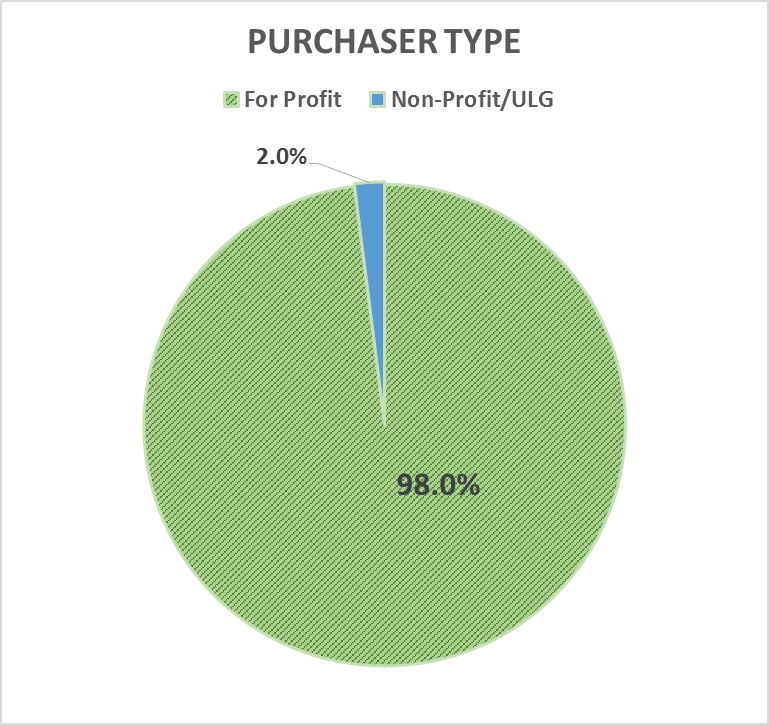 PURCHASER TYPE
For Profit Non-Profit/ULG
2.0%
98.0%